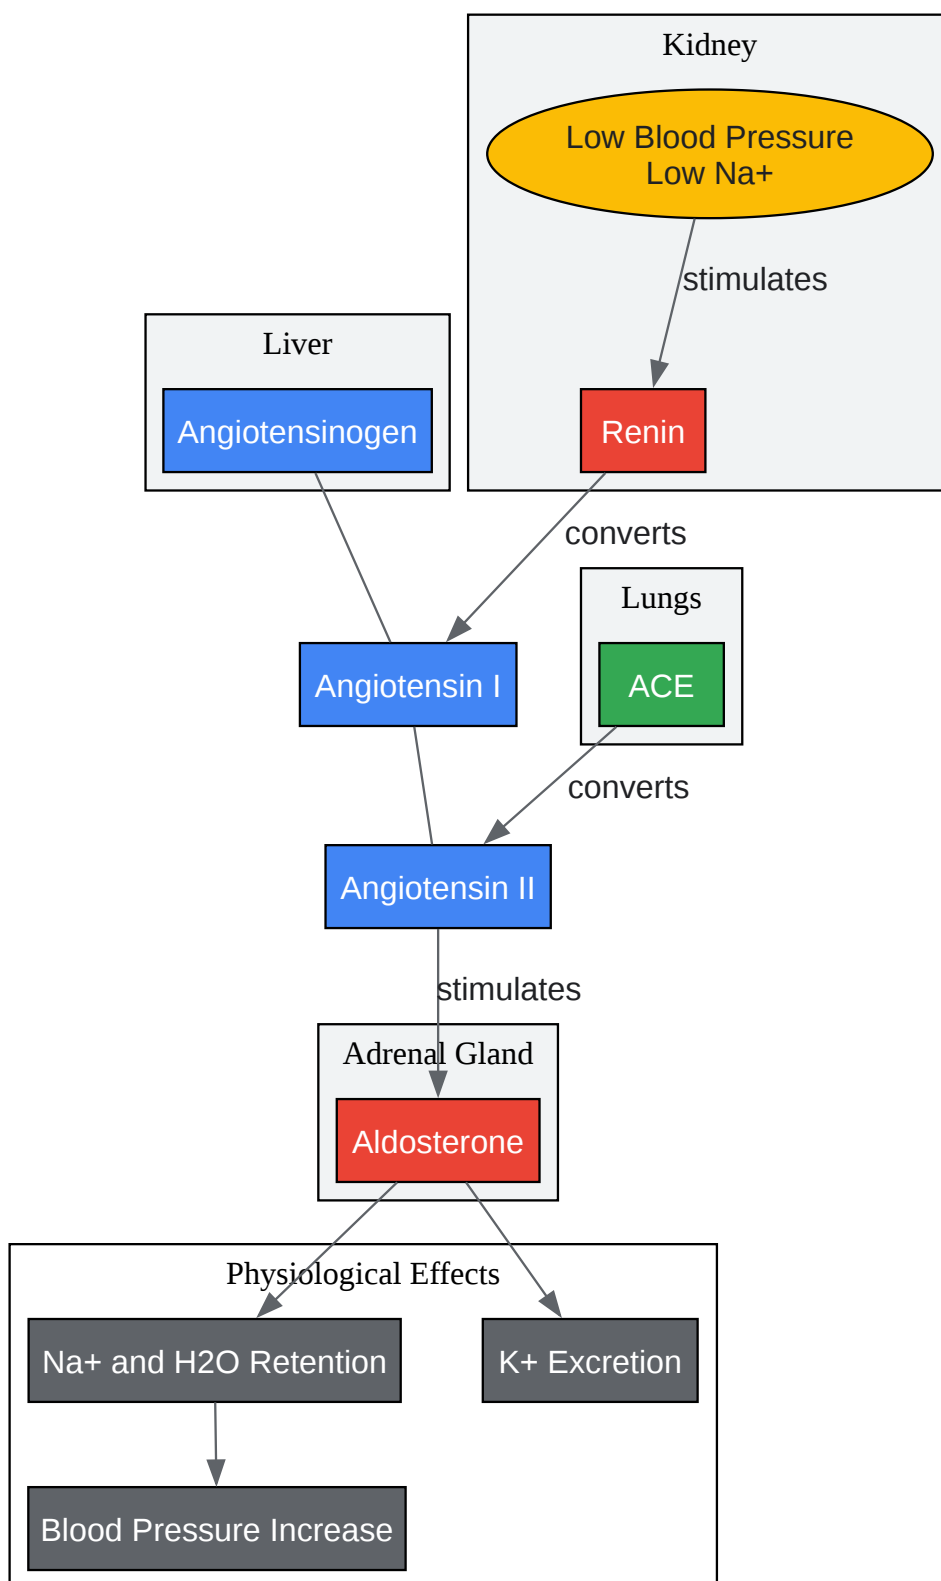 Kidney
Low Blood Pressure
Low Na+
stimulates
Liver
Angiotensinogen
Renin
converts
Lungs
Angiotensin I
ACE
converts
Angiotensin II
stimulates
Adrenal Gland
Aldosterone
Physiological Effects
Na+ and H2O Retention
K+ Excretion
Blood Pressure Increase